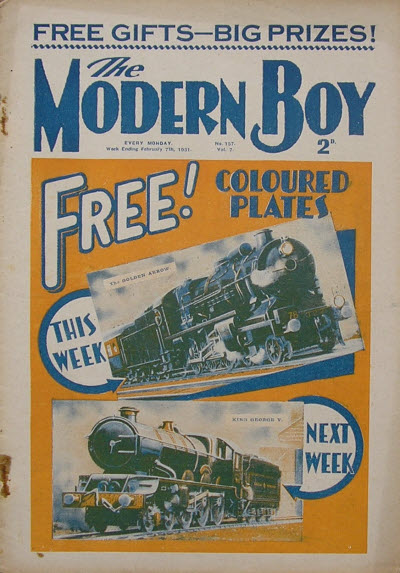 FREE GIFTS—BIG PRIZES!
The
MODERN BOY
EVERY MONDAY.
Week Ending February 7th, 1931.
No. 157.
Vol. 7.
2D.
FREE!
COLOURED
PLATES
The GOLDEN ARROW
THIS
WEEK
KING GEORGE V.
NEXT
WEEK